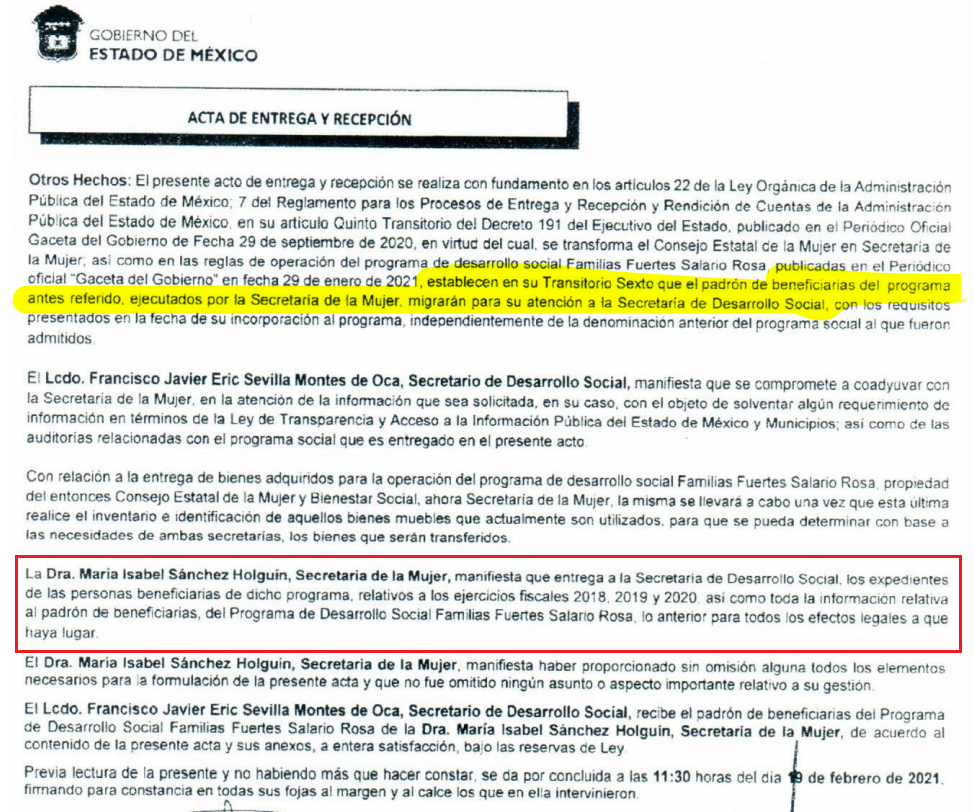 GOBIERNO DEL
ESTADO DE MÉXICO
ACTA DE ENTREGA Y RECEPCIÓN
Otros Hechos: El presente acto de entrega y recepción se realiza con fundamento en los artículos 22 de la Ley Orgánica de la Administración
Pública del Estado de México; 7 del Reglamento para los Procesos de Entrega y Recepción y Rendición de Cuentas de la Administración
Pública del Estado de México, en su artículo Quinto Transitorio del Decreto 191 del Ejecutivo del Estado, publicado en el Periódico Oficial
Gaceta del Gobierno de Fecha 29 de septiembre de 2020, en virtud del cual, se transforma el Consejo Estatal de la Mujer en Secretaría de
la Mujer; así como en las reglas de operación del programa de desarrollo social Familias Fuertes Salario Rosa, publicadas en el Periódico
oficial "Gaceta del Gobierno" en fecha 29 de enero de 2021, establecen en su Transitorio Sexto que el padrón de beneficiarias del programa
antes referido, ejecutados por la Secretaría de la Mujer, migrarán para su atención a la Secretaría de Desarrollo Social, con los requisitos
presentados en la fecha de su incorporación al programa, independientemente de la denominación anterior del programa social al que fueron
admitidos.
El Lcdo. Francisco Javier Eric Sevilla Montes de Oca, Secretario de Desarrollo Social, manifiesta que se compromete a coadyuvar con
la Secretaría de la Mujer, en la atención de la información que sea solicitada, en su caso, con el objeto de solventar algún requerimiento de
información en términos de la Ley de Transparencia y Acceso a la Información Pública del Estado de México y Municipios; así como de las
auditorías relacionadas con el programa social que es entregado en el presente acto.
Con relación a la entrega de bienes adquiridos para la operación del programa de desarrollo social Familias Fuertes Salario Rosa, propiedad
del entonces Consejo Estatal de la Mujer y Bienestar Social, ahora Secretaría de la Mujer, la misma se llevará a cabo una vez que esta última
realice el inventario e identificación de aquellos bienes muebles que actualmente son utilizados, para que se pueda determinar con base a
las necesidades de ambas secretarías, los bienes que serán transferidos.
La Dra. María Isabel Sánchez Holguín, Secretaria de la Mujer, manifiesta que entrega a la Secretaría de Desarrollo Social, los expedientes
de las personas beneficiarias de dicho programa, relativos a los ejercicios fiscales 2018, 2019 y 2020, así como toda la información relativa
al padrón de beneficiarias, del Programa de Desarrollo Social Familias Fuertes Salario Rosa, lo anterior para todos los efectos legales a que
haya lugar.
El Dra. María Isabel Sánchez Holguín, Secretaria de la Mujer, manifiesta haber proporcionado sin omisión alguna todos los elementos
necesarios para la formulación de la presente acta y que no fue omitido ningún asunto o aspecto importante relativo a su gestión.
El Lcdo. Francisco Javier Eric Sevilla Montes de Oca, Secretario de Desarrollo Social, recibe el padrón de beneficiarias del Programa
de Desarrollo Social Familias Fuertes Salario Rosa de la Dra. María Isabel Sánchez Holguín, Secretaria de la Mujer, de acuerdo al
contenido de la presente acta y sus anexos, a entera satisfacción, bajo las reservas de Ley.
Previa lectura de la presente y no habiendo más que hacer constar, se da por concluida a las 11:30 horas del día 19 de febrero de 2021,
firmando para constancia en todas sus fojas al margen y al calce los que en ella intervinieron.